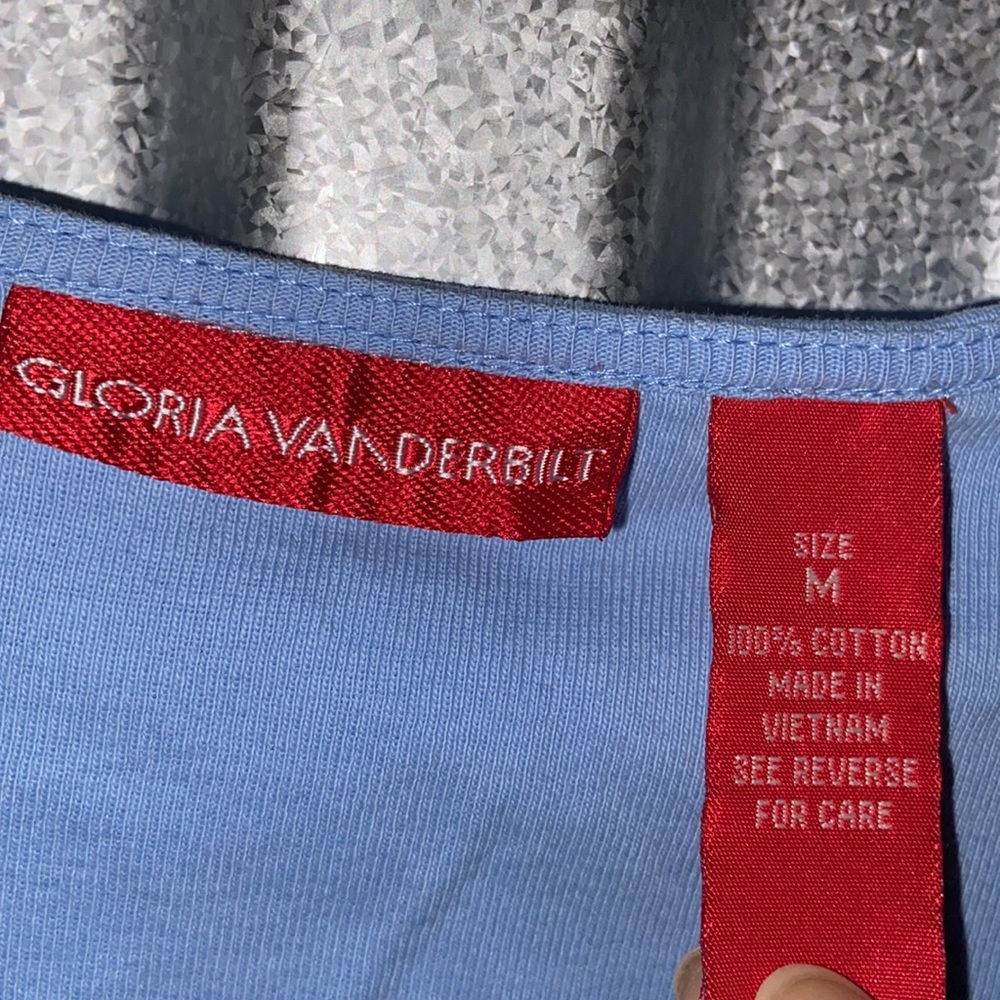 GLORIA VANDERBILT
SIZE
M
100% COTTON
MADE IN
VIETNAM
SEE REVERSE
FOR CARE